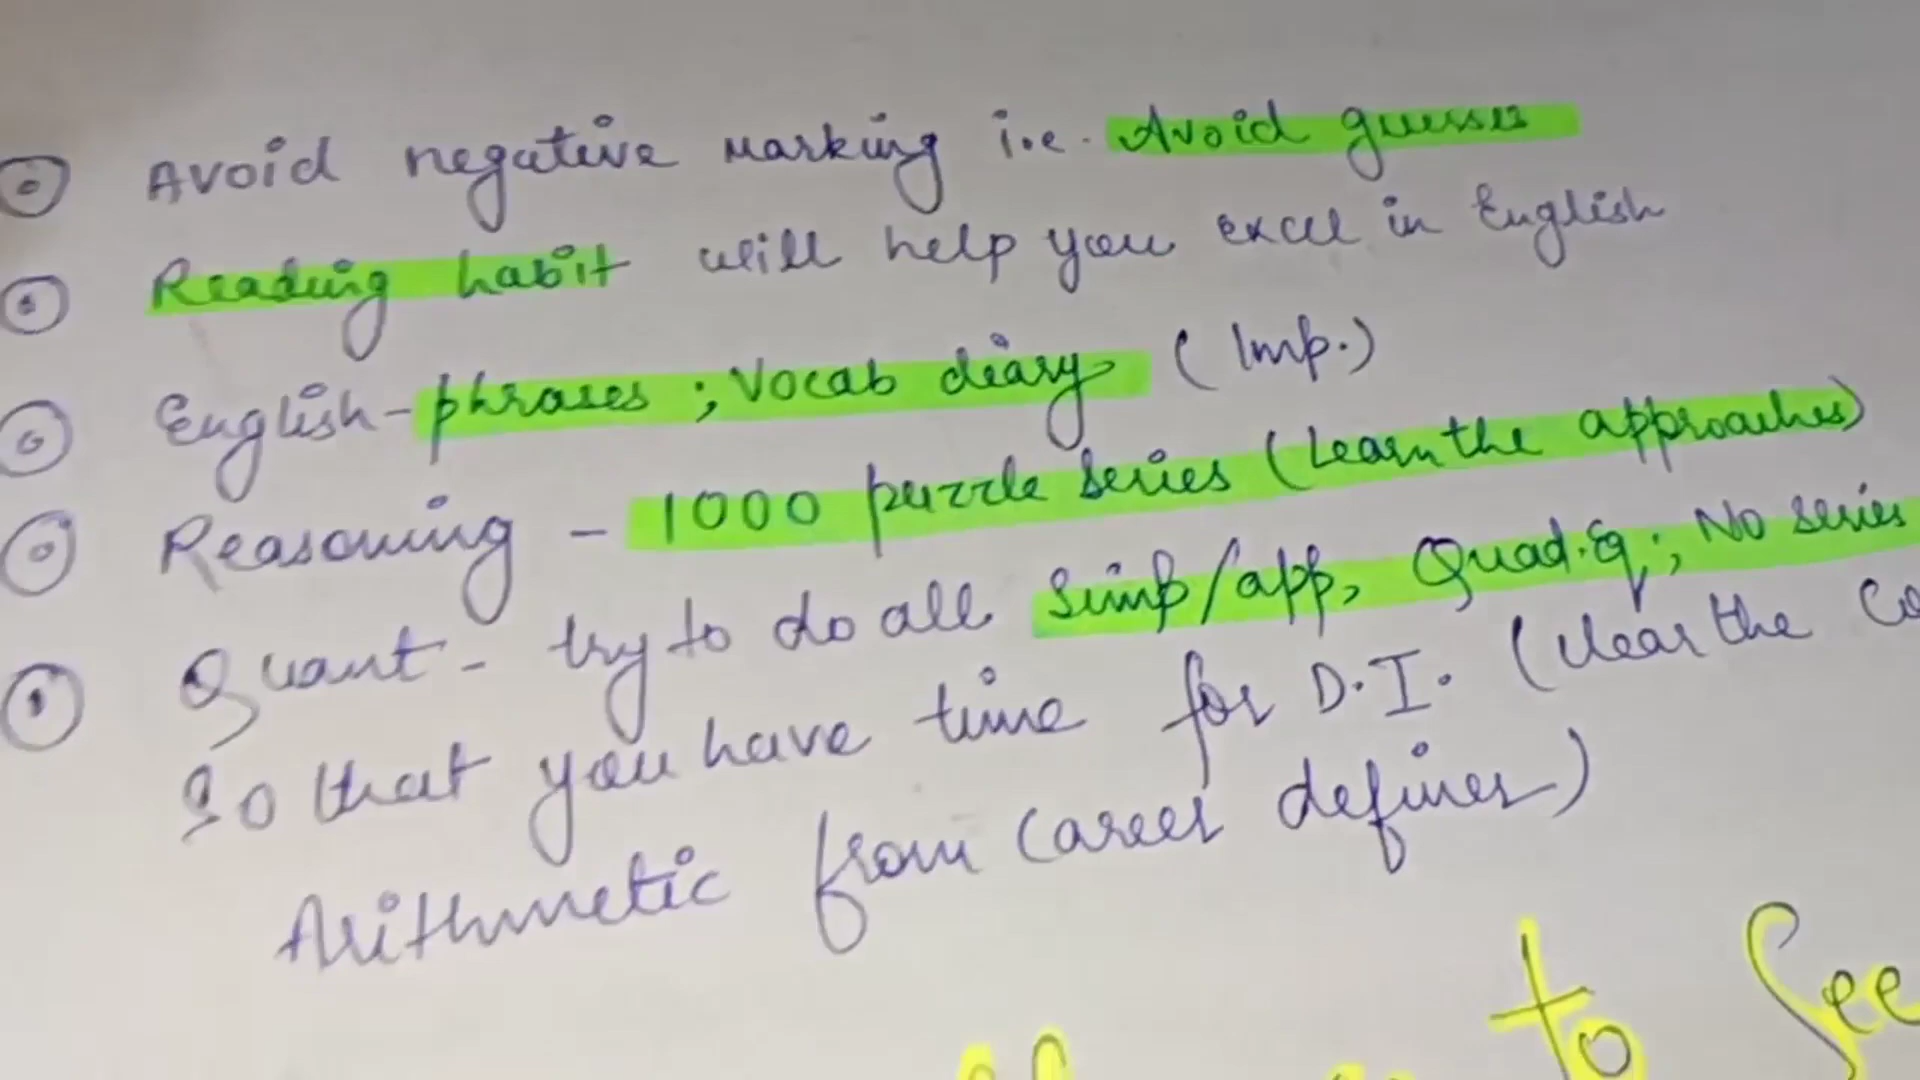 Avoid negative marking i.e. Avoid guesses
Reading habit will help you excel in English
English - phrases ; Vocab diary (Imp.)
Reasoning - 1000 puzzle series (Learn the approaches)
Quant - try to do all Simp/app, Quad. Eq.; No series
So that you have time for D.I. (Clear the
Arithmetic from Career definer)
to See